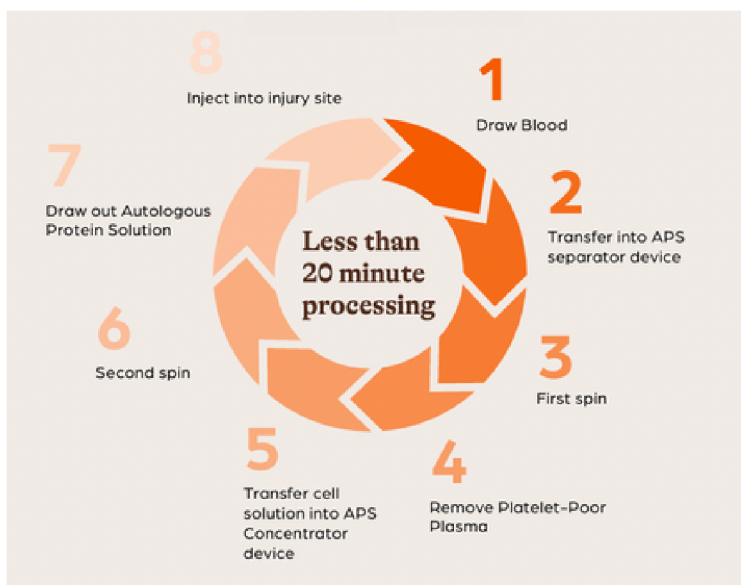 8
Inject into injury site
1
Draw Blood
7
Draw out Autologous
Protein Solution
2
Transfer into APS
separator device
Less than
20 minute
processing
6
Second spin
3
First spin
5
Transfer cell
solution into APS
Concentrator
device
4
Remove Platelet-Poor
Plasma